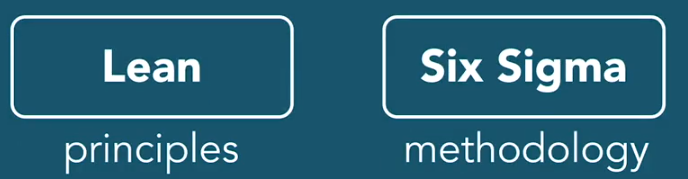 Lean
principles
Six Sigma
methodology